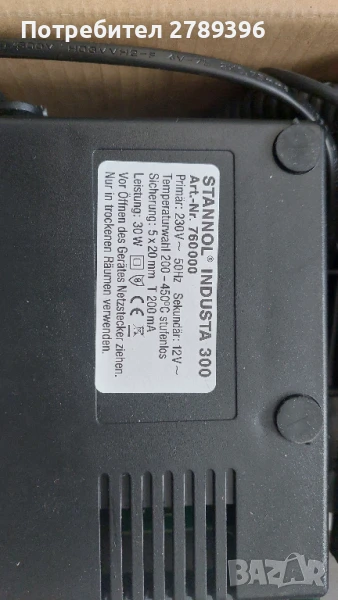 Потребител 2789396
STANNOL® INDUSTA 300
Art.-Nr. 760000
Primär: 230V~ 50Hz Sekundär: 12V~
Temperaturwahl 200-450°C stufenlos
Sicherung: 5 x 20 mm T 200 mA
Leistung: 30 W
Vor Öffnen des Gerätes Netzstecker ziehen.
Nur in trockenen Räumen verwenden.
BAZAR